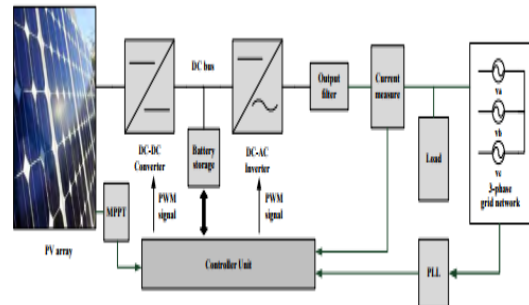 DC bus
Output
filter
Current
measure
va
vb
vc
3-phase
grid network
DC-DC
Converter
Battery
storage
DC-AC
Inverter
Load
MPPT
PWM
signal
PWM
signal
PV array
Controller Unit
PLL